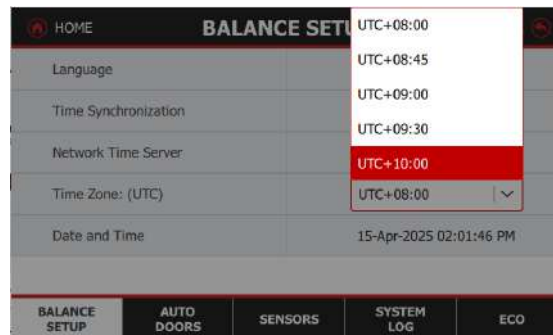 HOME
BALANCE SETU
UTC+08:00
UTC+08:45
UTC+09:00
UTC+09:30
UTC+10:00
Language
Time Synchronization
Network Time Server
Time Zone: (UTC)
UTC+08:00
Date and Time
15-Apr-2025 02:01:46 PM
BALANCE SETUP
AUTO DOORS
SENSORS
SYSTEM LOG
ECO